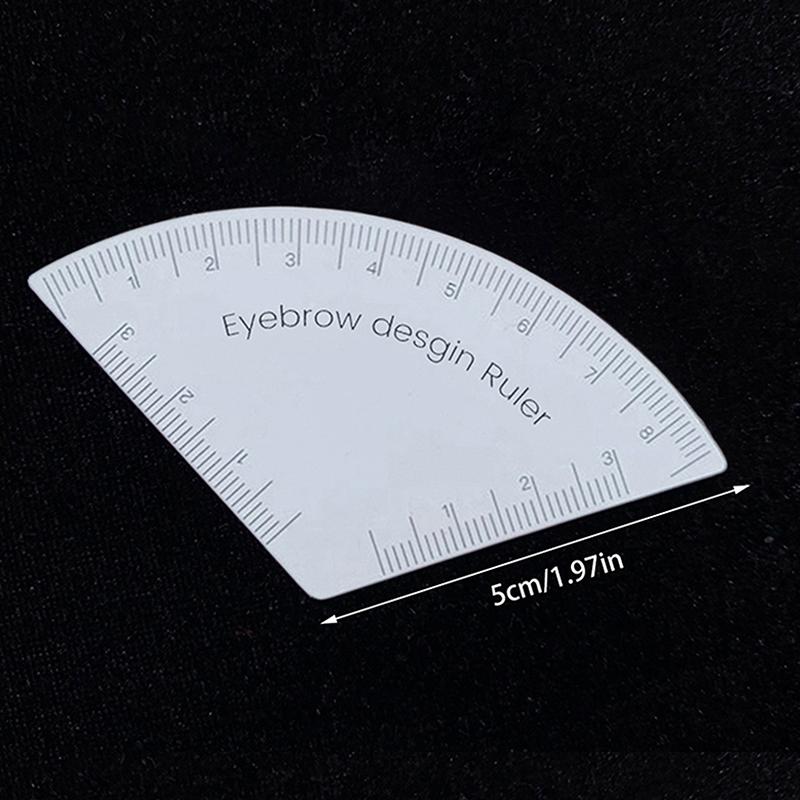 1 2 3 4 5 6 7 8
Eyebrow desgin Ruler
3 2 1
1 2 3
5cm/1.97in